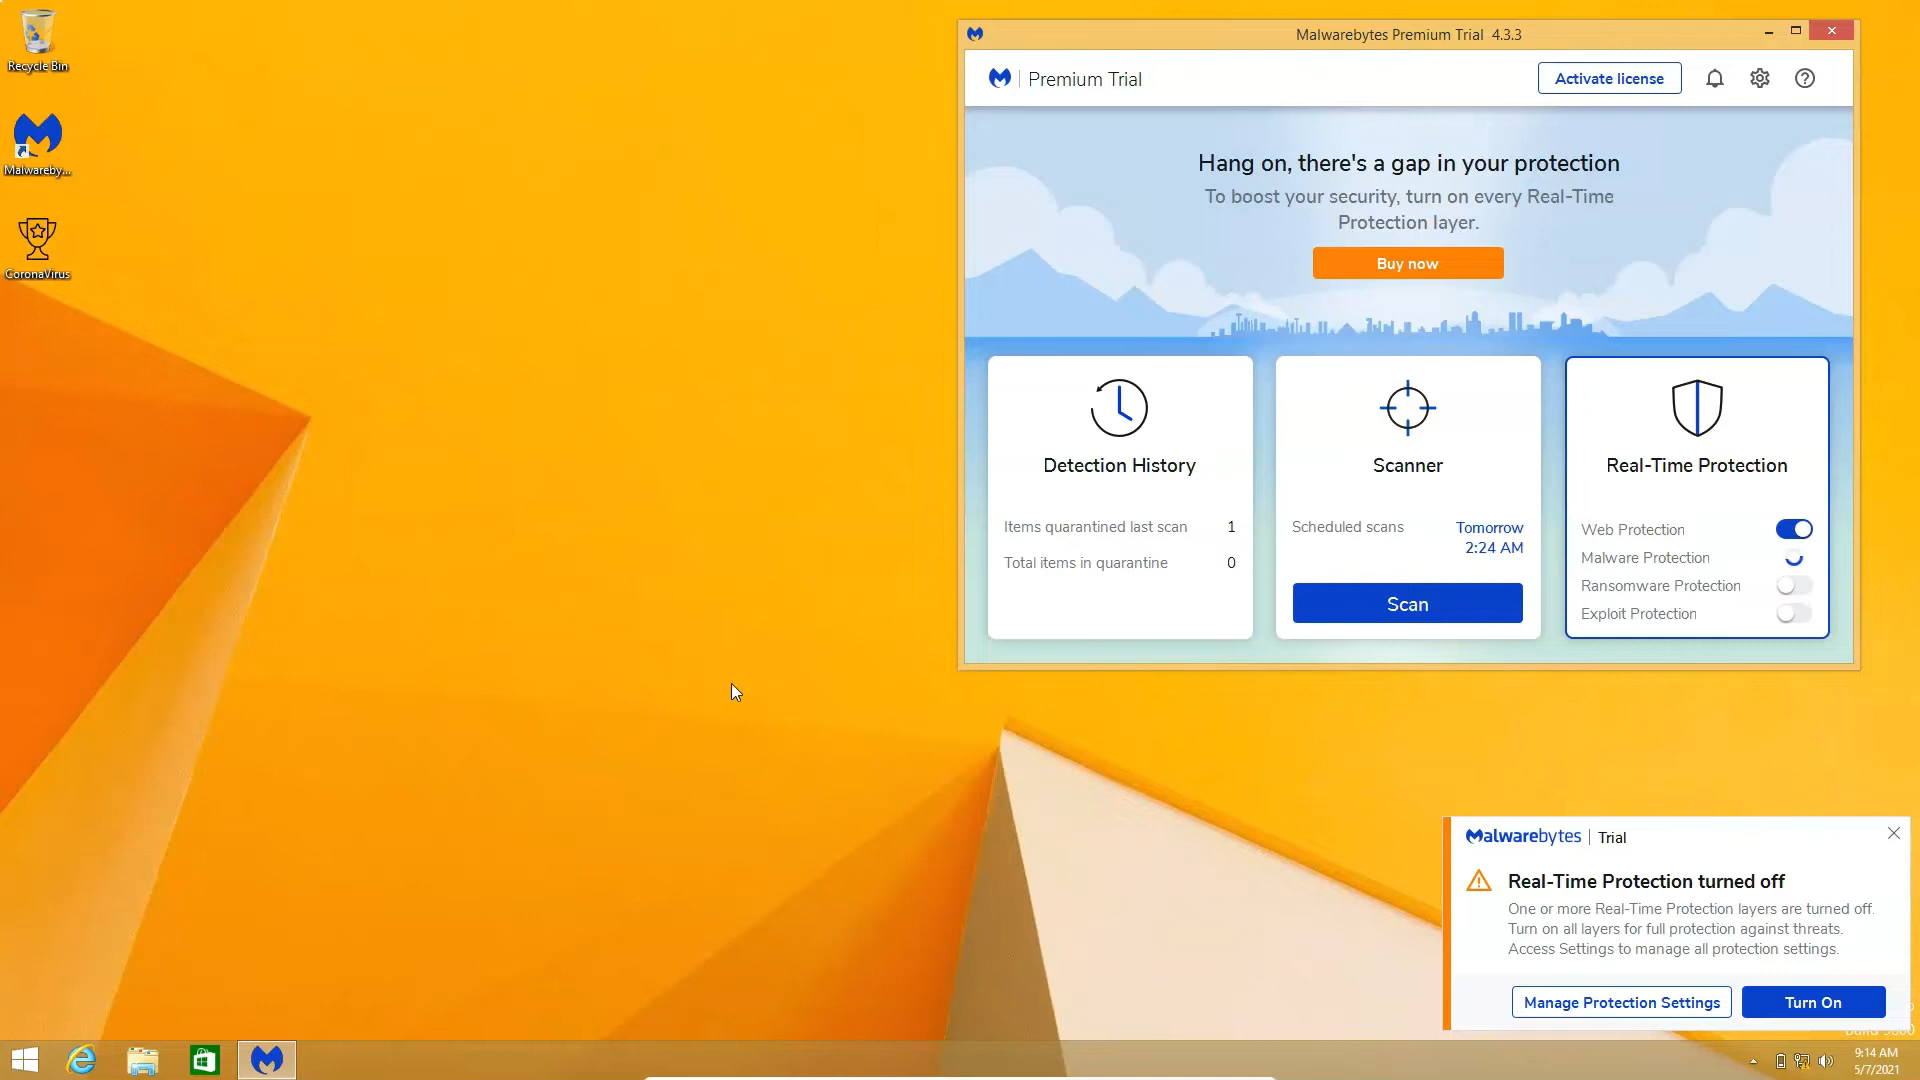 Recycle Bin
Malwareby...
CoronaVirus
Malwarebytes Premium Trial 4.3.3
Premium Trial
Activate license
Hang on, there's a gap in your protection
To boost your security, turn on every Real-Time
Protection layer.
Buy now
Detection History
Items quarantined last scan 1
Total items in quarantine 0
Scanner
Scheduled scans Tomorrow
2:24 AM
Scan
Real-Time Protection
Web Protection
Malware Protection
Ransomware Protection
Exploit Protection
Malwarebytes | Trial
Real-Time Protection turned off
One or more Real-Time Protection layers are turned off.
Turn on all layers for full protection against threats.
Access Settings to manage all protection settings.
Manage Protection Settings
Turn On
9:14 AM
5/7/2021